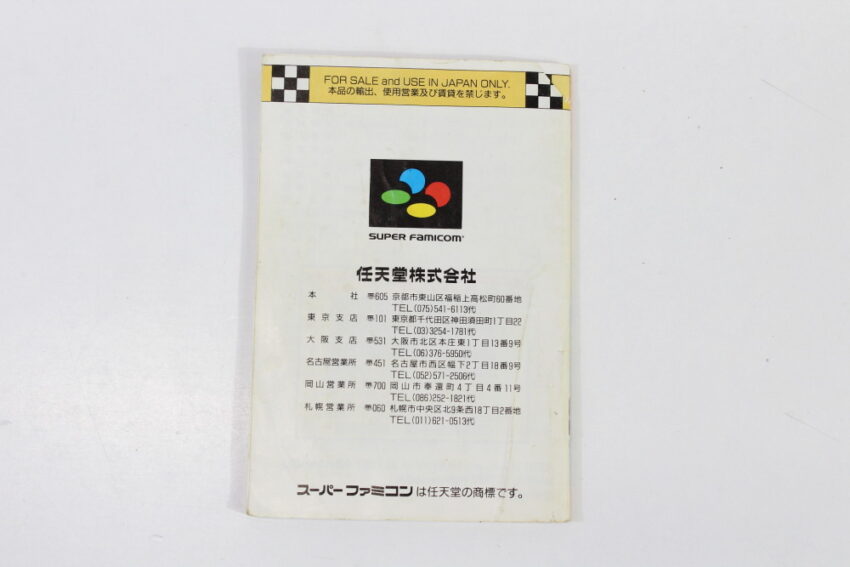 FOR SALE and USE IN JAPAN ONLY.
本品の輸出、使用営業及び賃貸を禁じます。
SUPER FAMICOM
任天堂株式会社
本 社 〒605 京都市東山区福稲上高松町60番地
TEL(075)541-6113代
東京支店 〒101 東京都千代田区神田須田町1丁目22
TEL(03)3254-1781代
大阪支店 〒531 大阪市北区本庄東1丁目13番9号
TEL(06)376-5950代
名古屋営業所 〒451 名古屋市西区幅下2丁目18番9号
TEL(052)571-2506代
岡山営業所 〒700 岡山市奉還町4丁目4番11号
TEL(086)252-1821代
札幌営業所 〒060 札幌市中央区北9条西18丁目2番地
TEL(011)621-0513代
スーパーファミコンは任天堂の商標です。